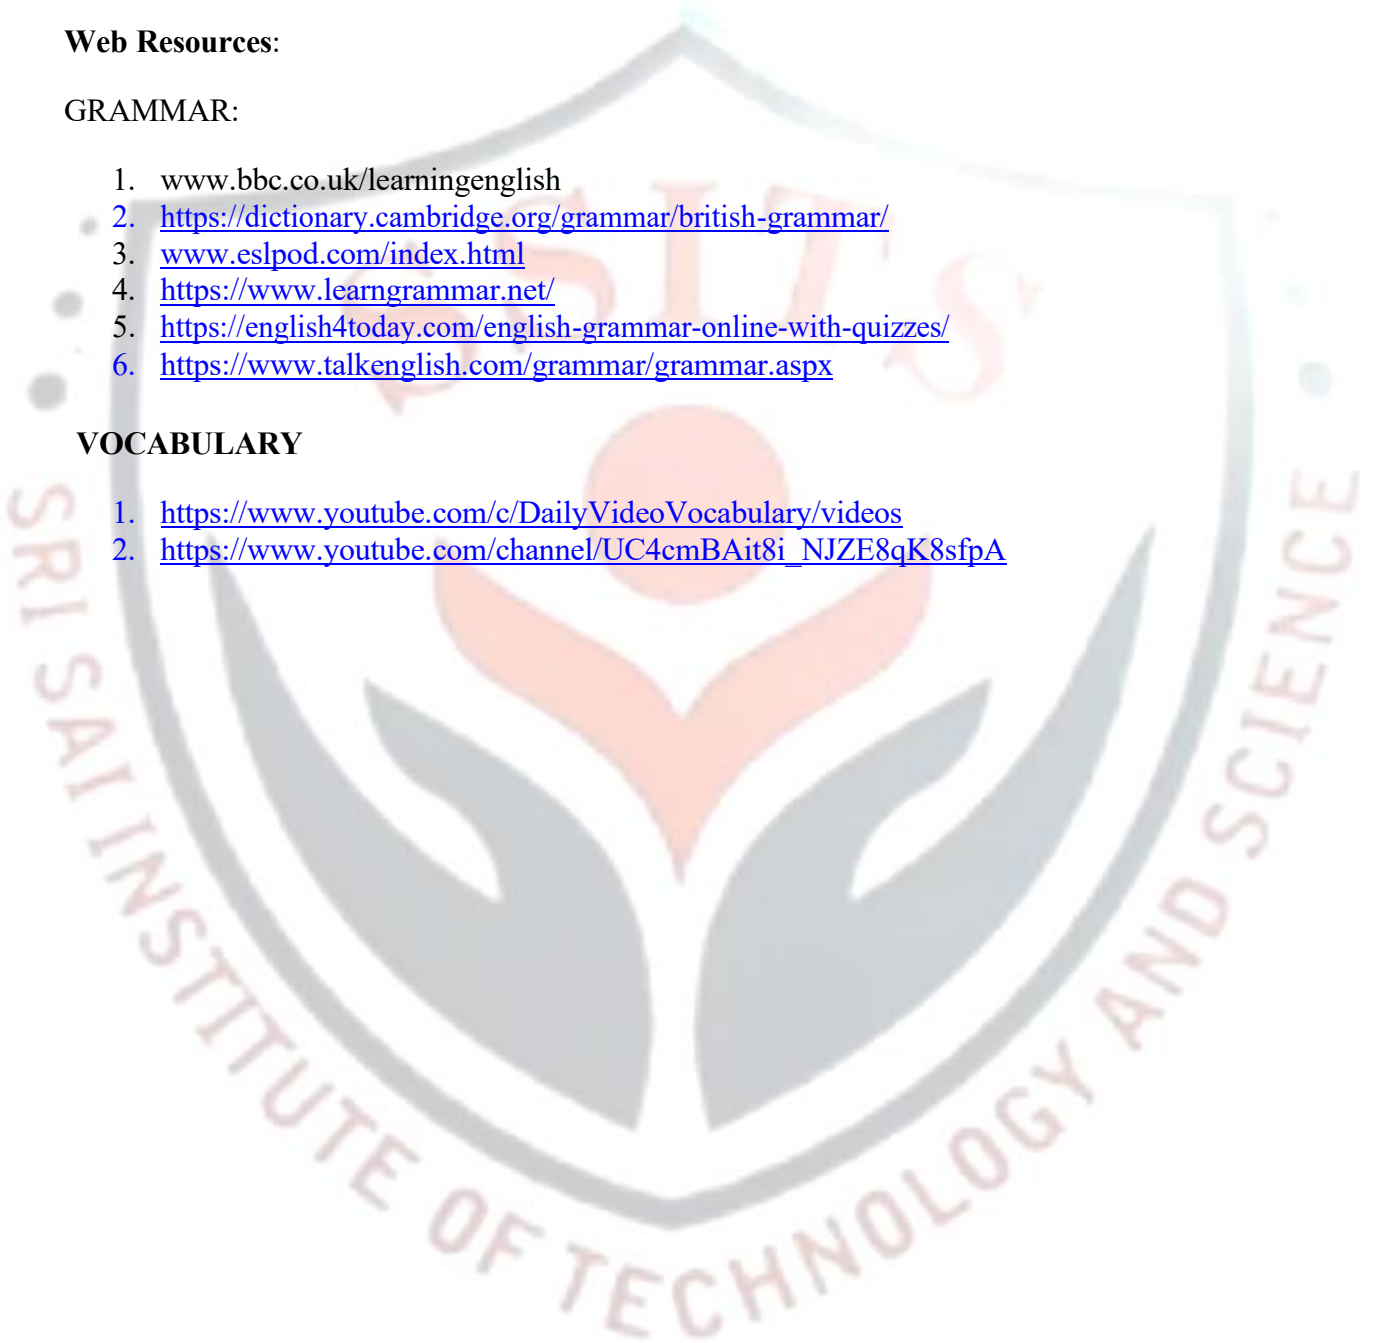 Web Resources:
GRAMMAR:
1. www.bbc.co.uk/learningenglish
2. https://dictionary.cambridge.org/grammar/british-grammar/
3. www.eslpod.com/index.html
4. https://www.learngrammar.net/
5. https://english4today.com/english-grammar-online-with-quizzes/
6. https://www.talkenglish.com/grammar/grammar.aspx
VOCABULARY
1. https://www.youtube.com/c/DailyVideoVocabulary/videos
2. https://www.youtube.com/channel/UC4cmBAit8i_NJZE8qK8sfpA
SSITS
SRI SAI INSTITUTE OF TECHNOLOGY AND SCIENCE